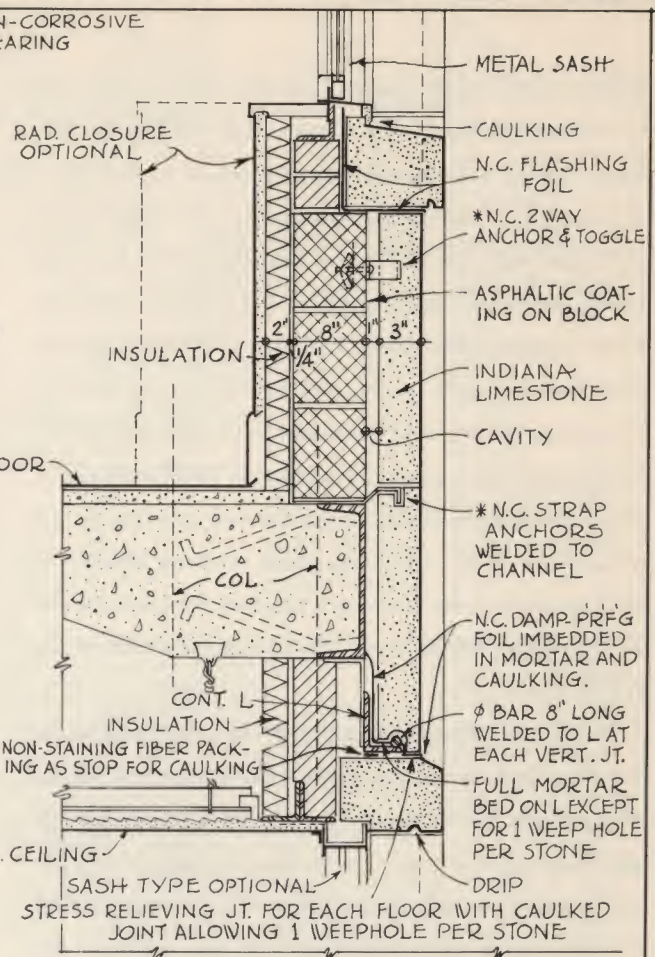 N-CORROSIVE
EARING
METAL SASH
RAD. CLOSURE
OPTIONAL
CAULKING
N.C. FLASHING
FOIL
*N.C. 2 WAY
ANCHOR & TOGGLE
ASPHALTIC COAT-
ING ON BLOCK
2" 8" 1" 3"
1/4"
INSULATION
INDIANA
LIMESTONE
CAVITY
OOR
* N.C. STRAP
ANCHORS
WELDED TO
CHANNEL
COL.
N.C. DAMP-PRF'G
FOIL IMBEDDED
IN MORTAR AND
CAULKING.
CONT. L
INSULATION
NON-STAINING FIBER PACK-
ING AS STOP FOR CAULKING
ϕ BAR 8" LONG
WELDED TO L AT
EACH VERT. JT.
FULL MORTAR
BED ON L EXCEPT
FOR 1 WEEP HOLE
PER STONE
. CEILING
SASH TYPE OPTIONAL
DRIP
STRESS RELIEVING JT. FOR EACH FLOOR WITH CAULKED
JOINT ALLOWING 1 WEEPHOLE PER STONE